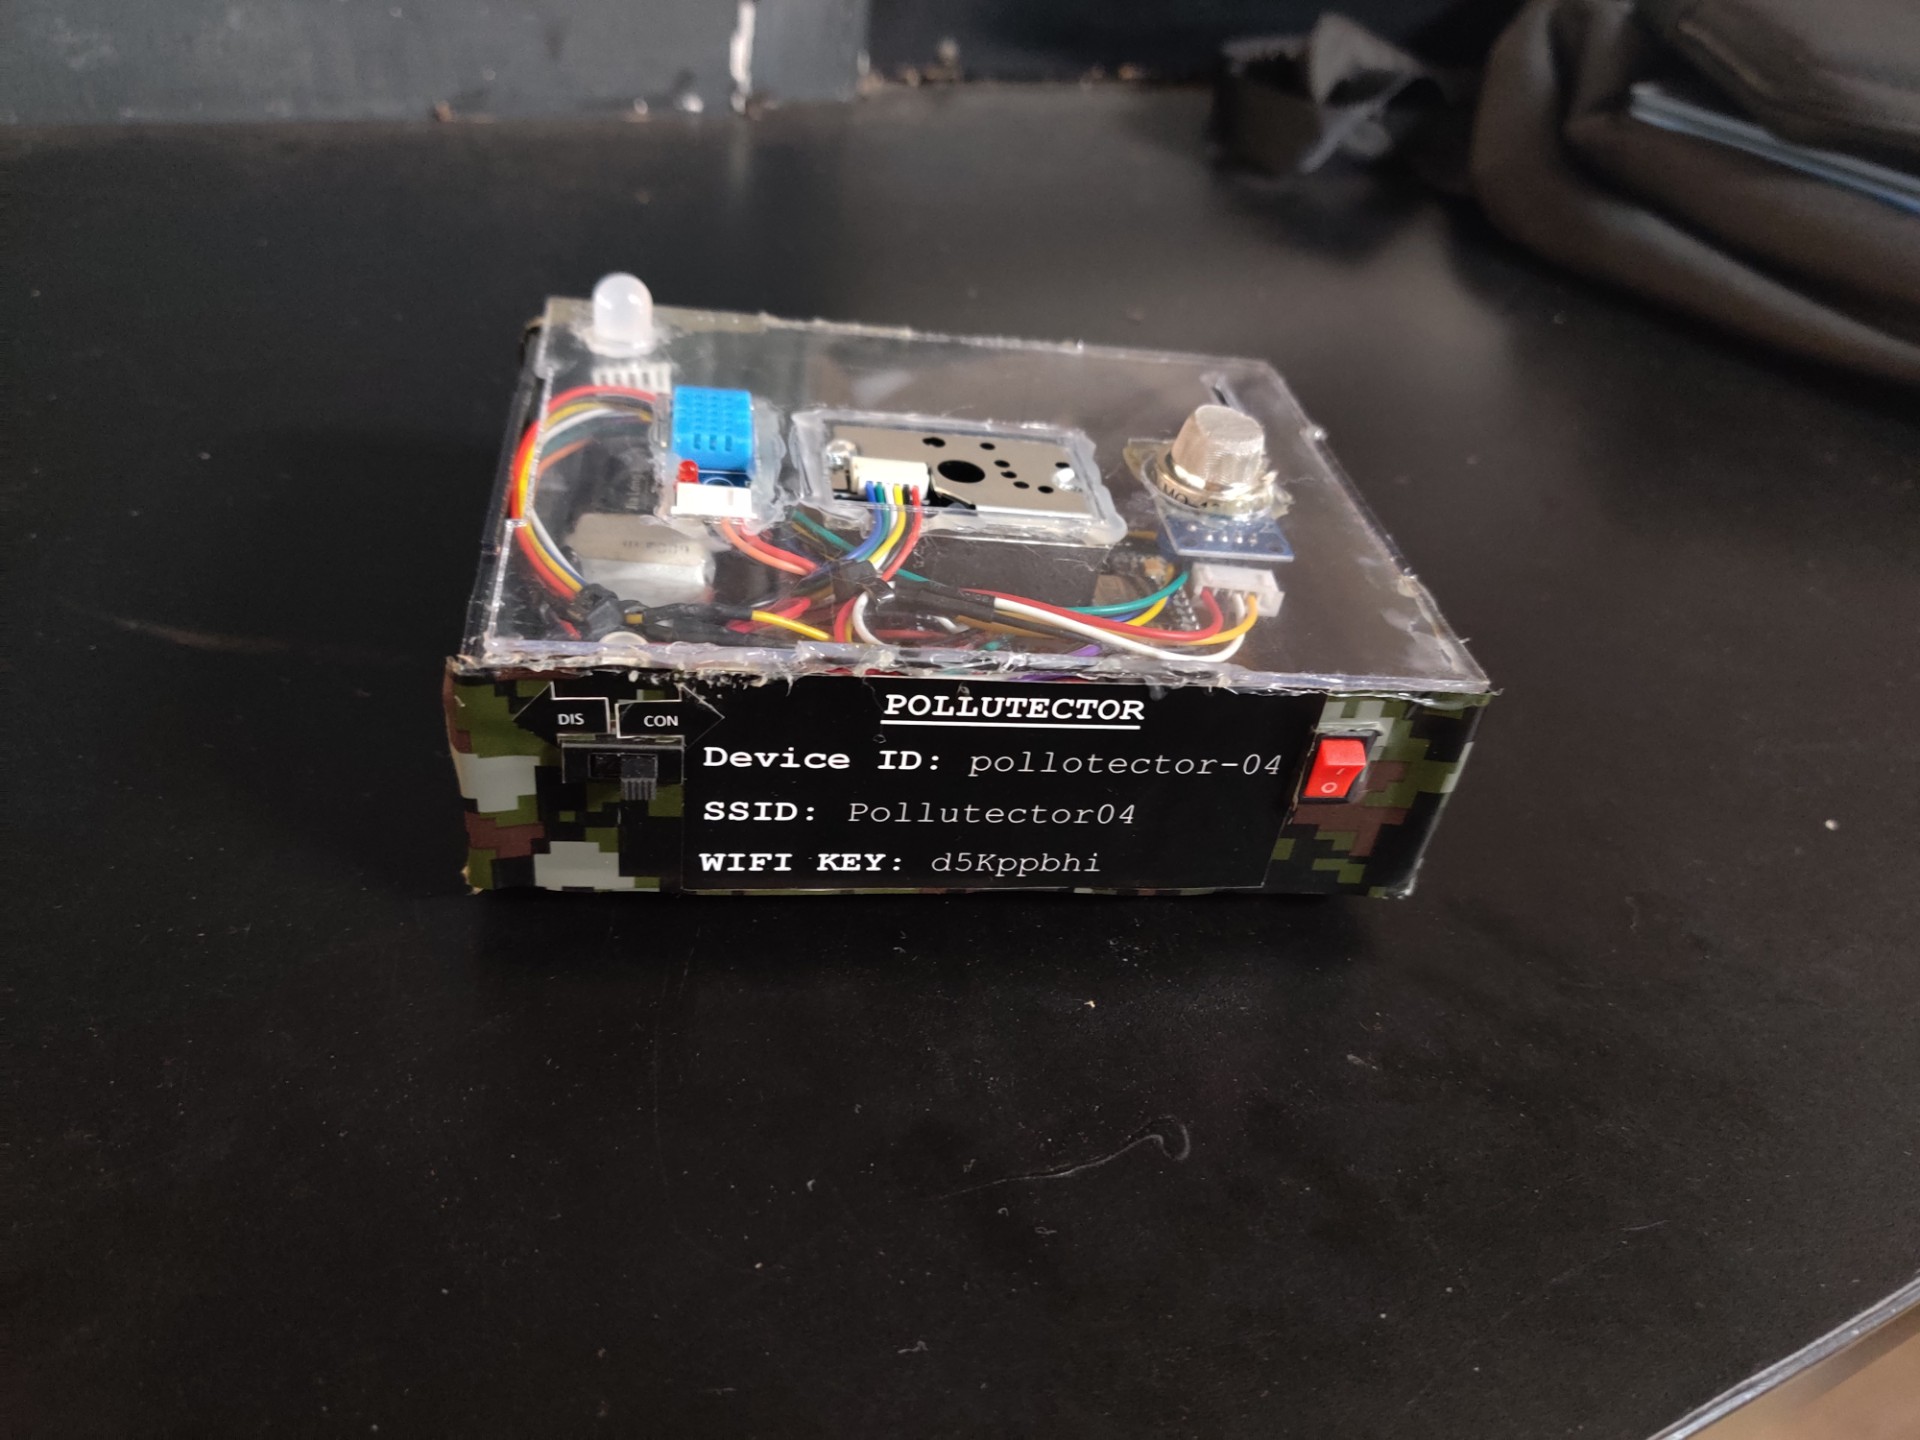 DIS CON
POLLUTECTOR
Device ID: pollotector-04
SSID: Pollutector04
WIFI KEY: d5Kppbhi